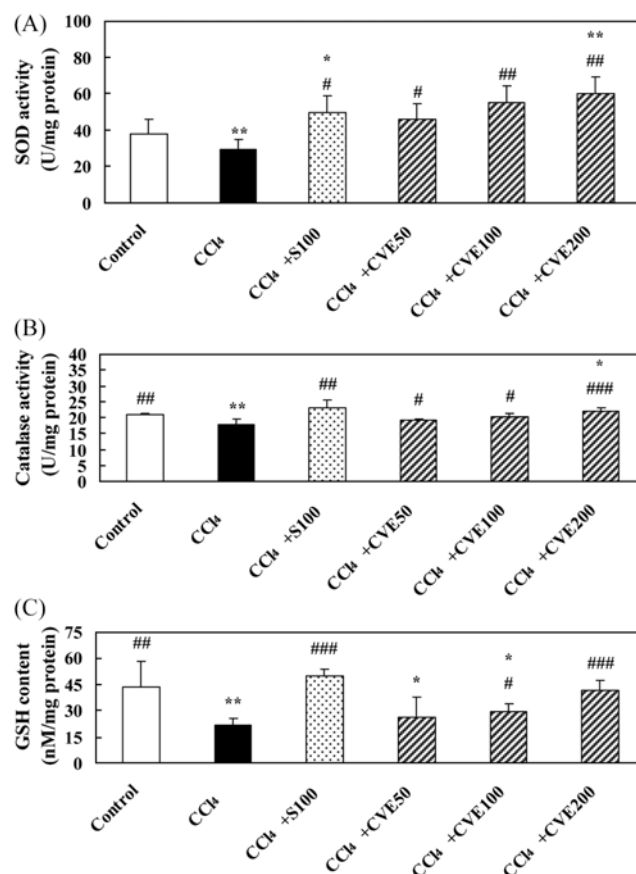 (A)
SOD activity
(U/mg protein)
100
80
60
40
20
0
**
*
#
#
##
**
##
Control
CCl₄
CCl₄ +S100
CCl₄ +CVE50
CCl₄ +CVE100
CCl₄ +CVE200
(B)
Catalase activity
(U/mg protein)
40
35
30
25
20
15
10
5
0
##
**
##
#
#
*
###
Control
CCl₄
CCl₄ +S100
CCl₄ +CVE50
CCl₄ +CVE100
CCl₄ +CVE200
(C)
GSH content
(nM/mg protein)
75
60
45
30
15
0
##
**
###
*
*
#
###
Control
CCl₄
CCl₄ +S100
CCl₄ +CVE50
CCl₄ +CVE100
CCl₄ +CVE200